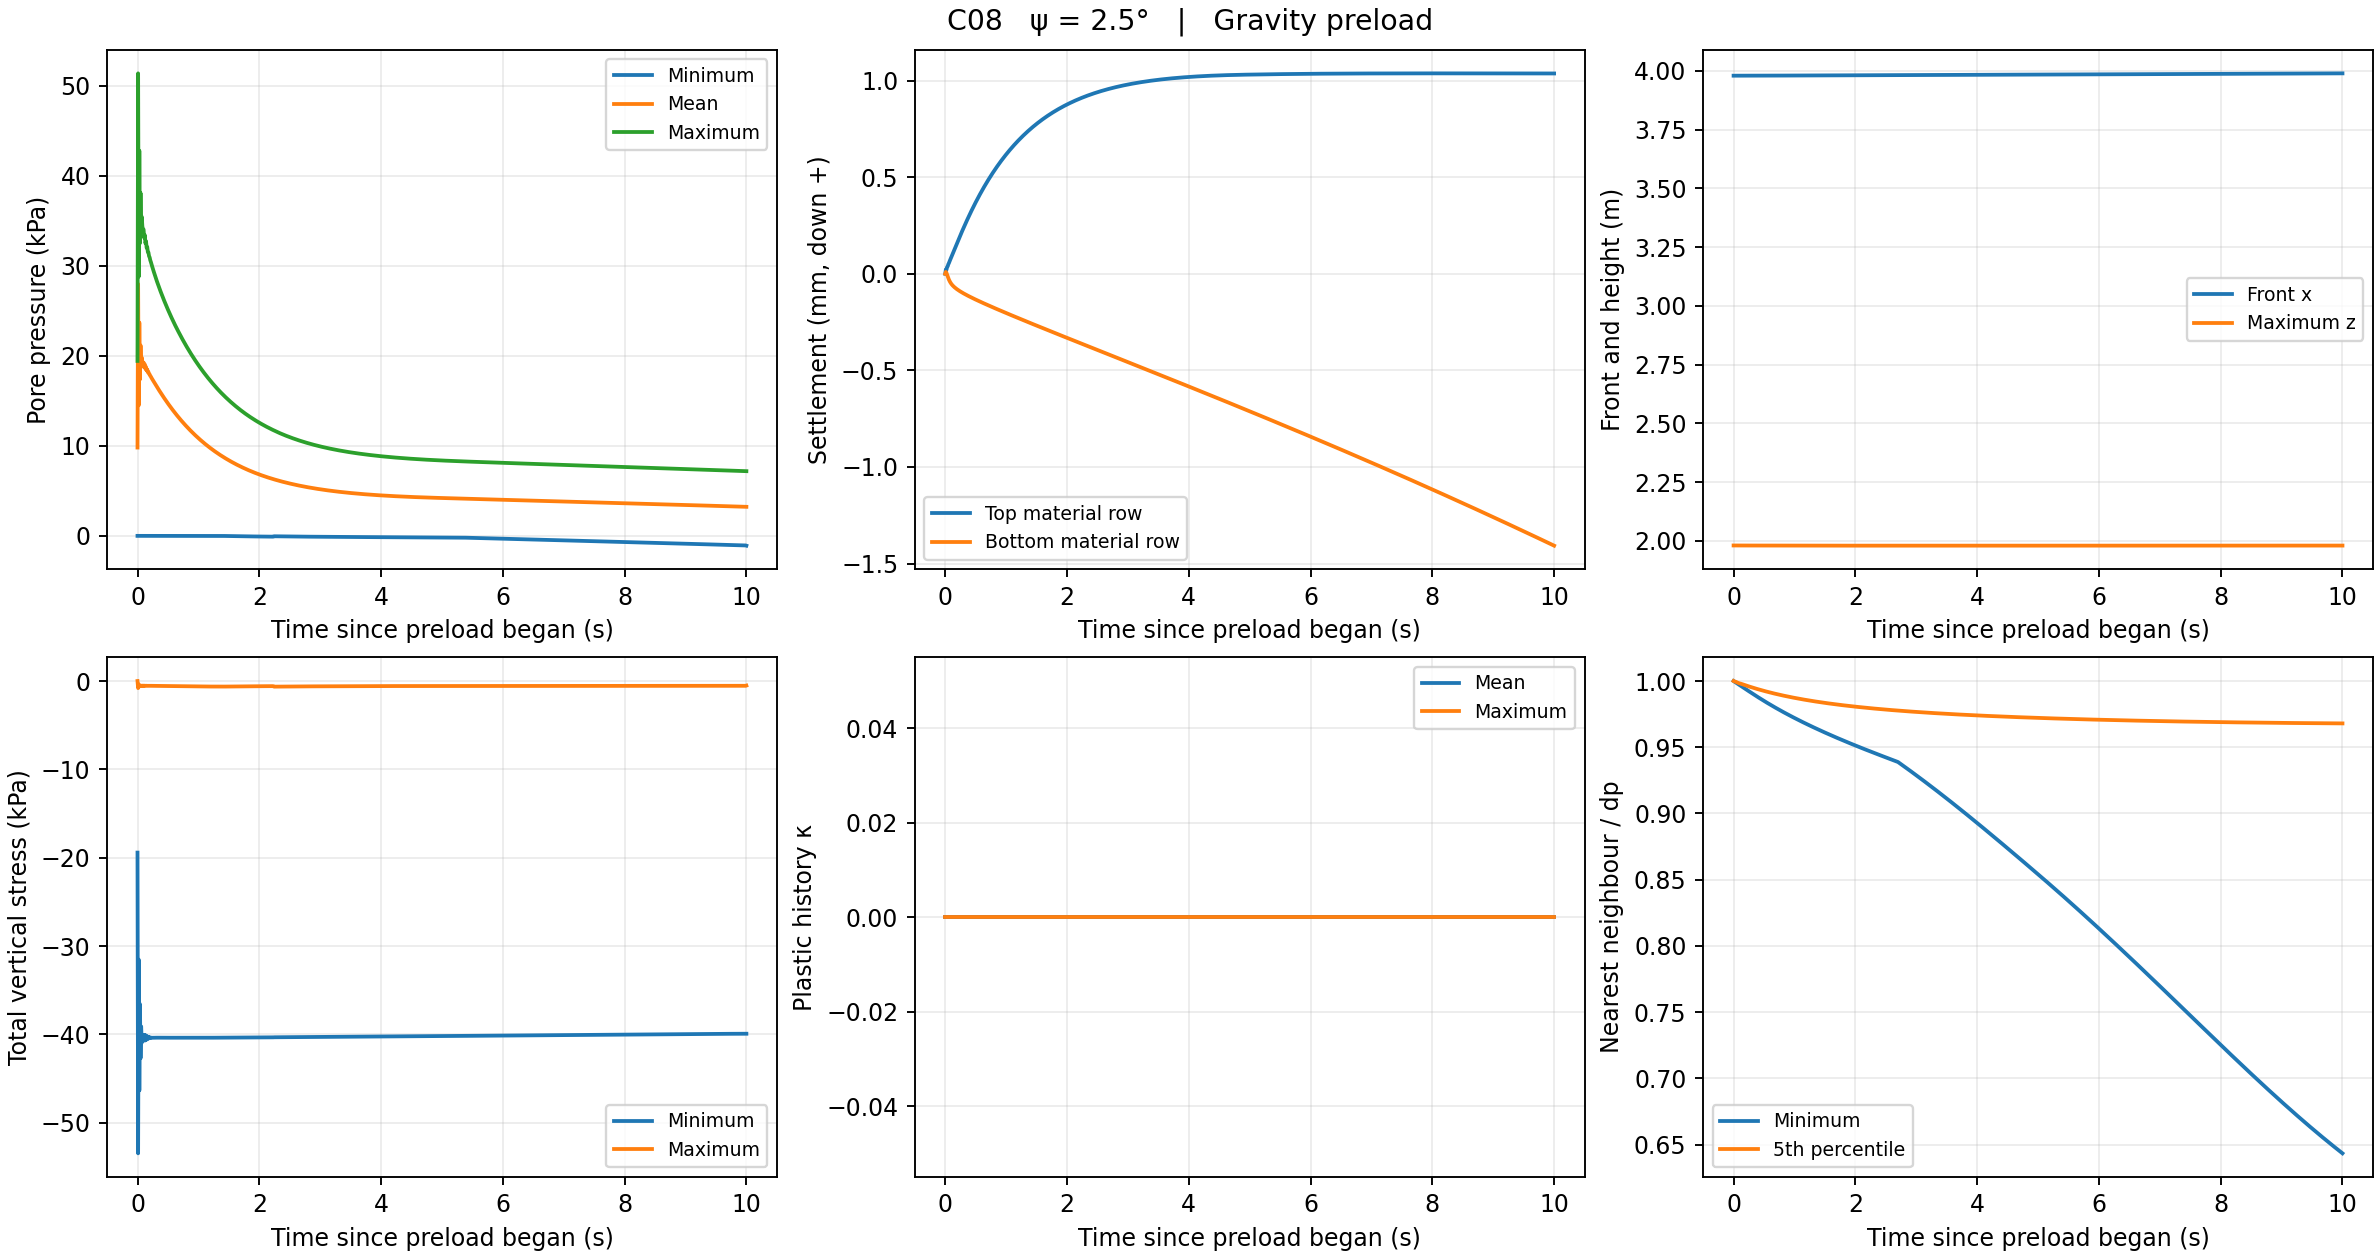 C08   ψ = 2.5°   |   Gravity preload
Pore pressure (kPa)
50
40
30
20
10
0
Minimum
Mean
Maximum
0 2 4 6 8 10
Time since preload began (s)
Settlement (mm, down +)
1.0
0.5
0.0
−0.5
−1.0
−1.5
Top material row
Bottom material row
0 2 4 6 8 10
Time since preload began (s)
Front and height (m)
4.00
3.75
3.50
3.25
3.00
2.75
2.50
2.25
2.00
Front x
Maximum z
0 2 4 6 8 10
Time since preload began (s)
Total vertical stress (kPa)
0
−10
−20
−30
−40
−50
Minimum
Maximum
0 2 4 6 8 10
Time since preload began (s)
Plastic history κ
0.04
0.02
0.00
−0.02
−0.04
Mean
Maximum
0 2 4 6 8 10
Time since preload began (s)
Nearest neighbour / dp
1.00
0.95
0.90
0.85
0.80
0.75
0.70
0.65
Minimum
5th percentile
0 2 4 6 8 10
Time since preload began (s)